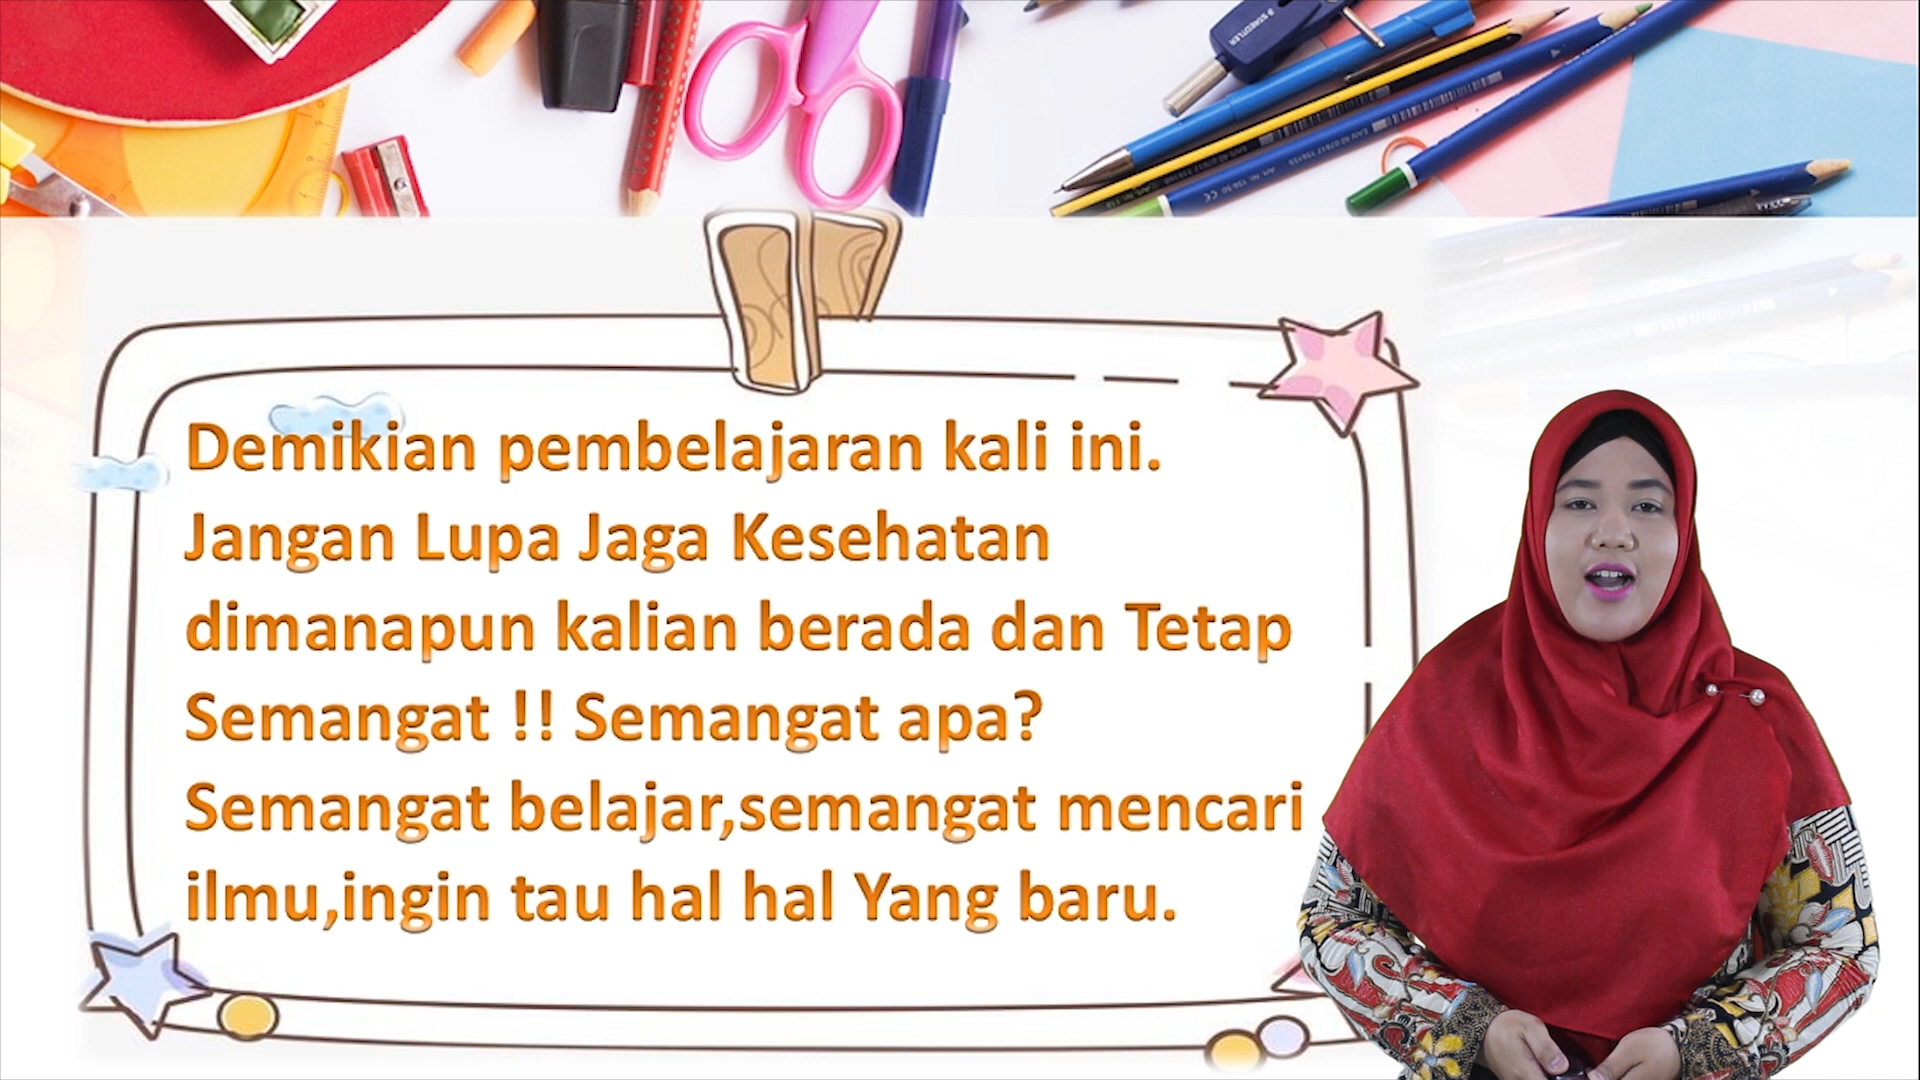 Demikian pembelajaran kali ini.
Jangan Lupa Jaga Kesehatan
dimanapun kalian berada dan Tetap
Semangat !! Semangat apa?
Semangat belajar,semangat mencari
ilmu,ingin tau hal hal Yang baru.
STAEDTLER